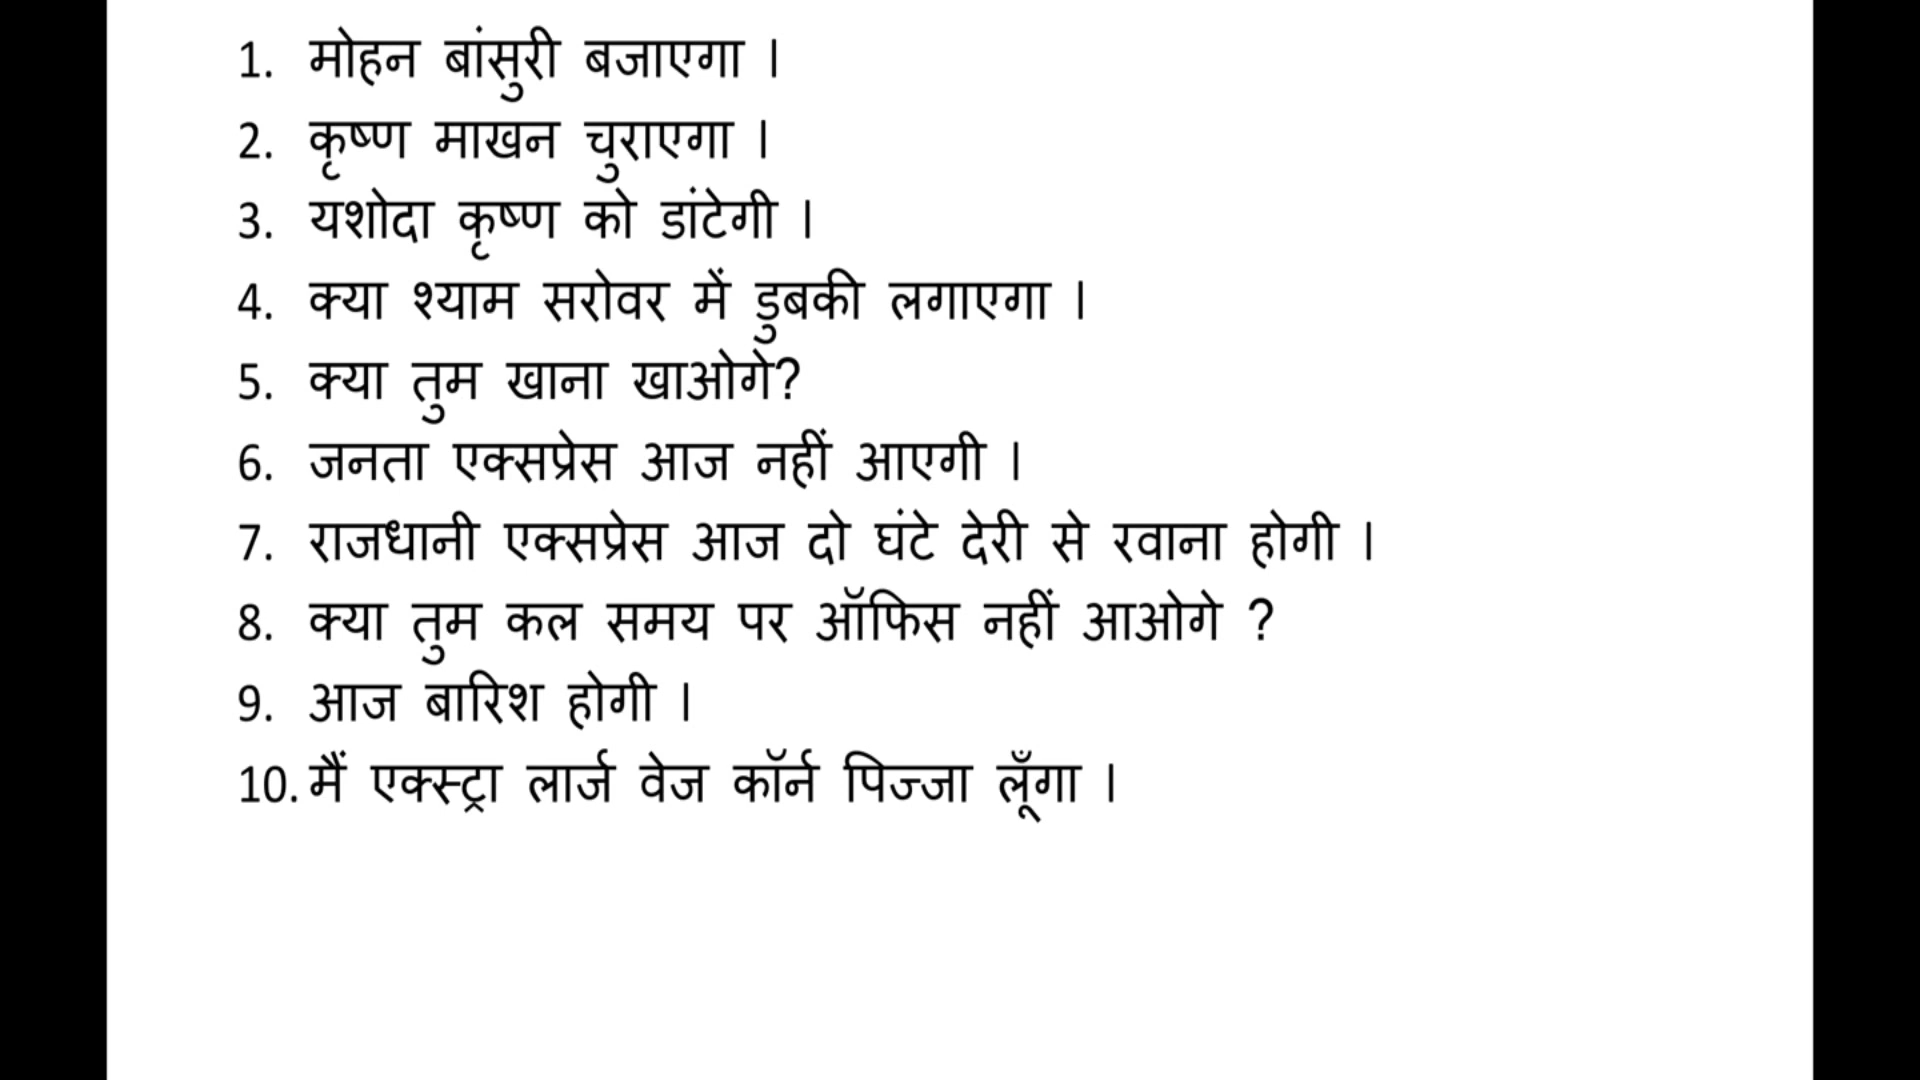 1. मोहन बांसुरी बजाएगा ।
2. कृष्ण माखन चुराएगा ।
3. यशोदा कृष्ण को डांटेगी ।
4. क्या श्याम सरोवर में डुबकी लगाएगा ।
5. क्या तुम खाना खाओगे?
6. जनता एक्सप्रेस आज नहीं आएगी ।
7. राजधानी एक्सप्रेस आज दो घंटे देरी से रवाना होगी ।
8. क्या तुम कल समय पर ऑफिस नहीं आओगे ?
9. आज बारिश होगी ।
10. मैं एक्स्ट्रा लार्ज वेज कॉर्न पिज्जा लूँगा ।